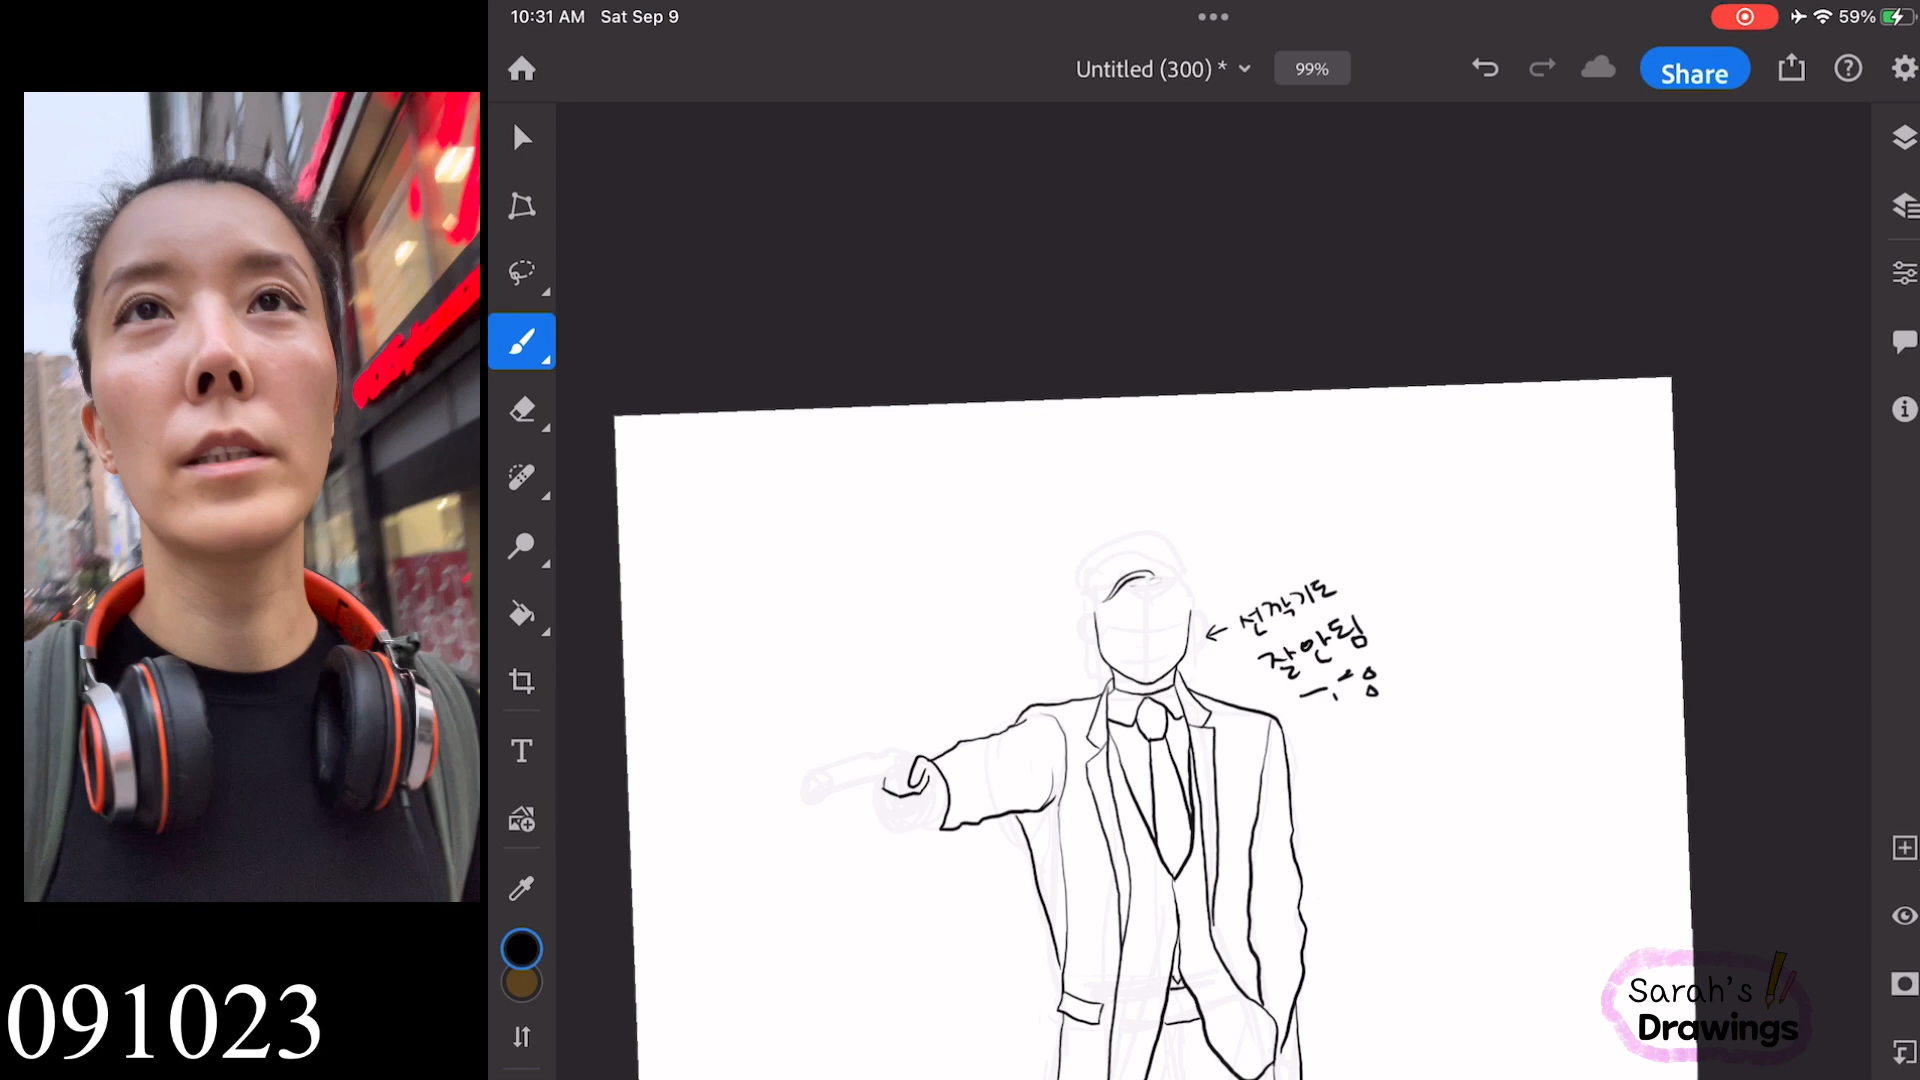 10:31 AM Sat Sep 9
59%
Untitled (300) *
99%
Share
T
선깍기도
잘안됨
Sarah's
Drawings
091023